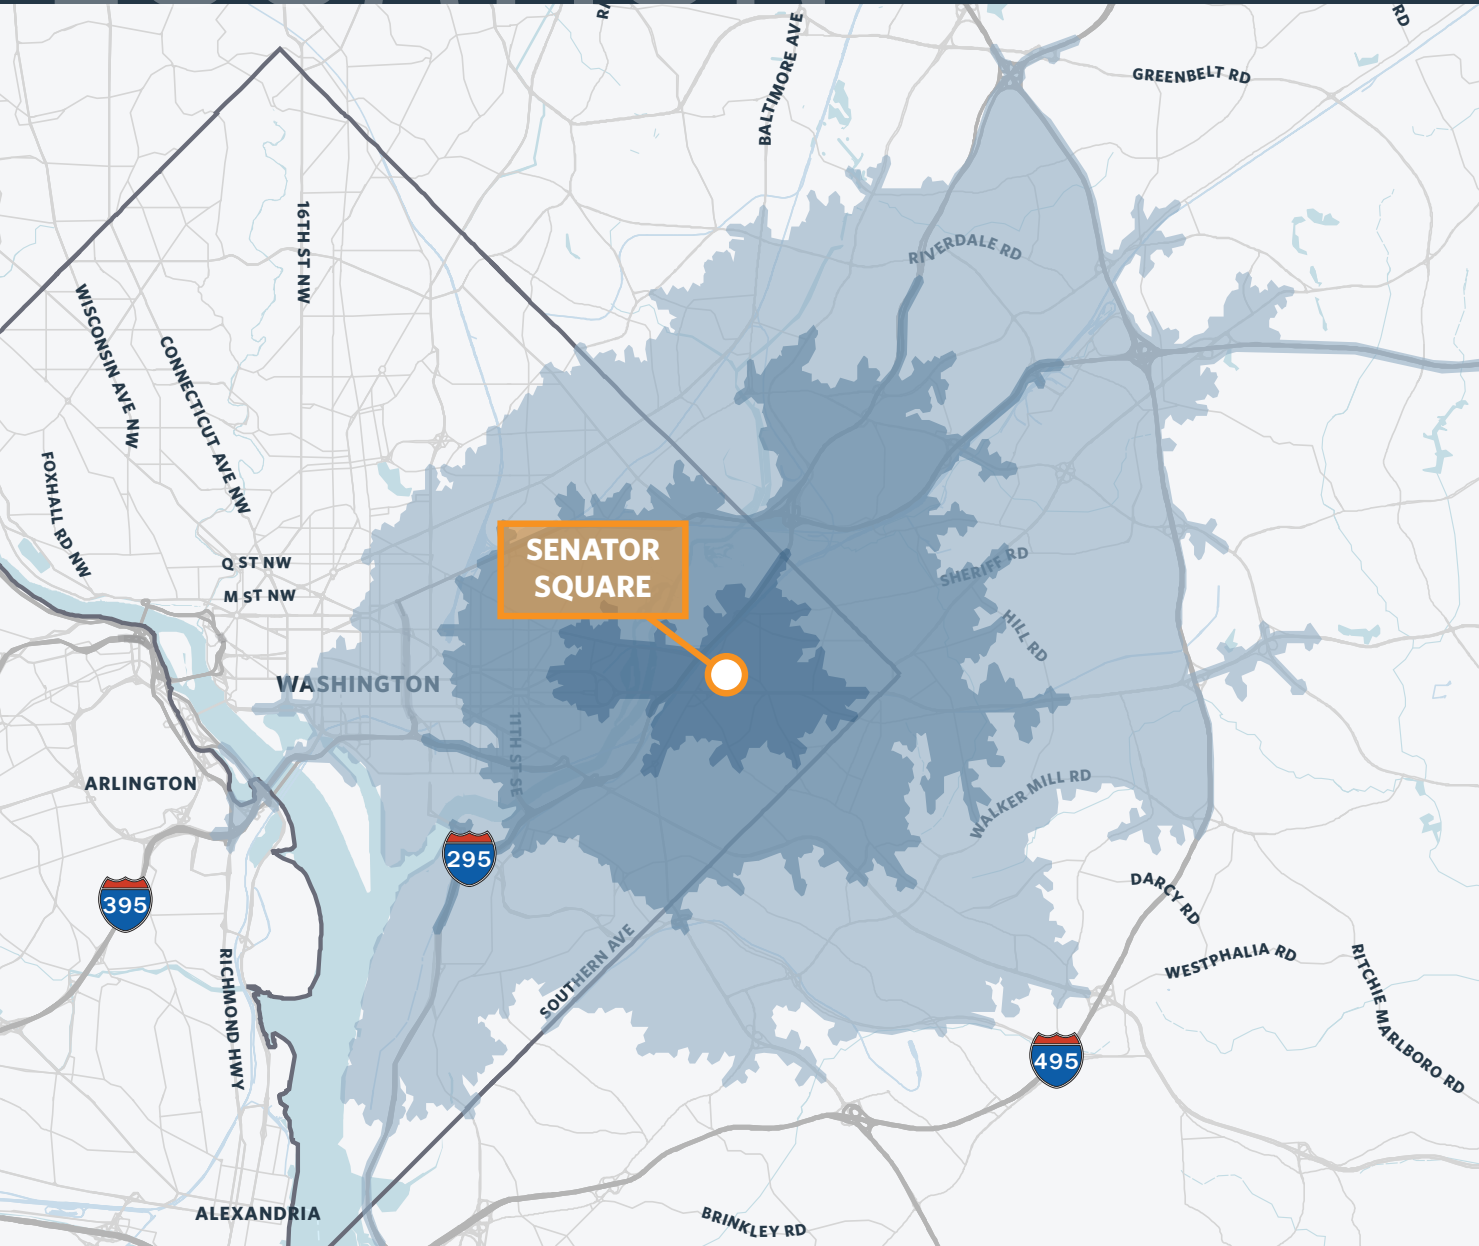 BALTIMORE AVE
RD
GREENBELT RD
16TH ST NW
RIVERDALE RD
WISCONSIN AVE NW
CONNECTICUT AVE NW
FOXHALL RD NW
Q ST NW
M ST NW
SENATOR
SQUARE
SHERIFF RD
HILL RD
WASHINGTON
11TH ST SE
ARLINGTON
WALKER MILL RD
295
395
DARCY RD
SOUTHERN AVE
WESTPHALIA RD
RICHMOND HWY
RITCHIE MARLBORO RD
495
ALEXANDRIA
BRINKLEY RD